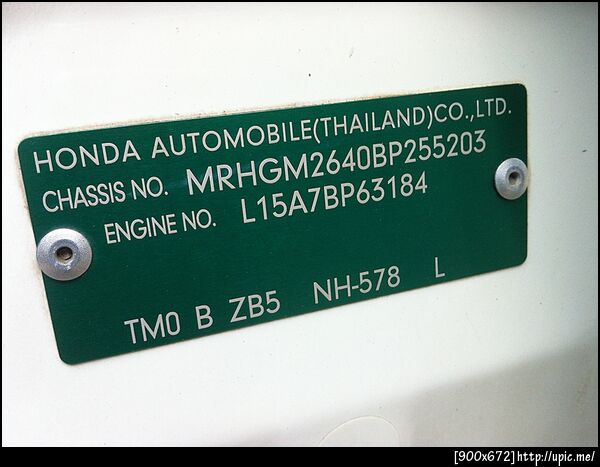 HONDA AUTOMOBILE(THAILAND)CO.,LTD.
CHASSIS NO. MRHGM2640BP255203
ENGINE NO. L15A7BP63184
TM0 B ZB5 NH-578 L
[900x672]http://upic.me/